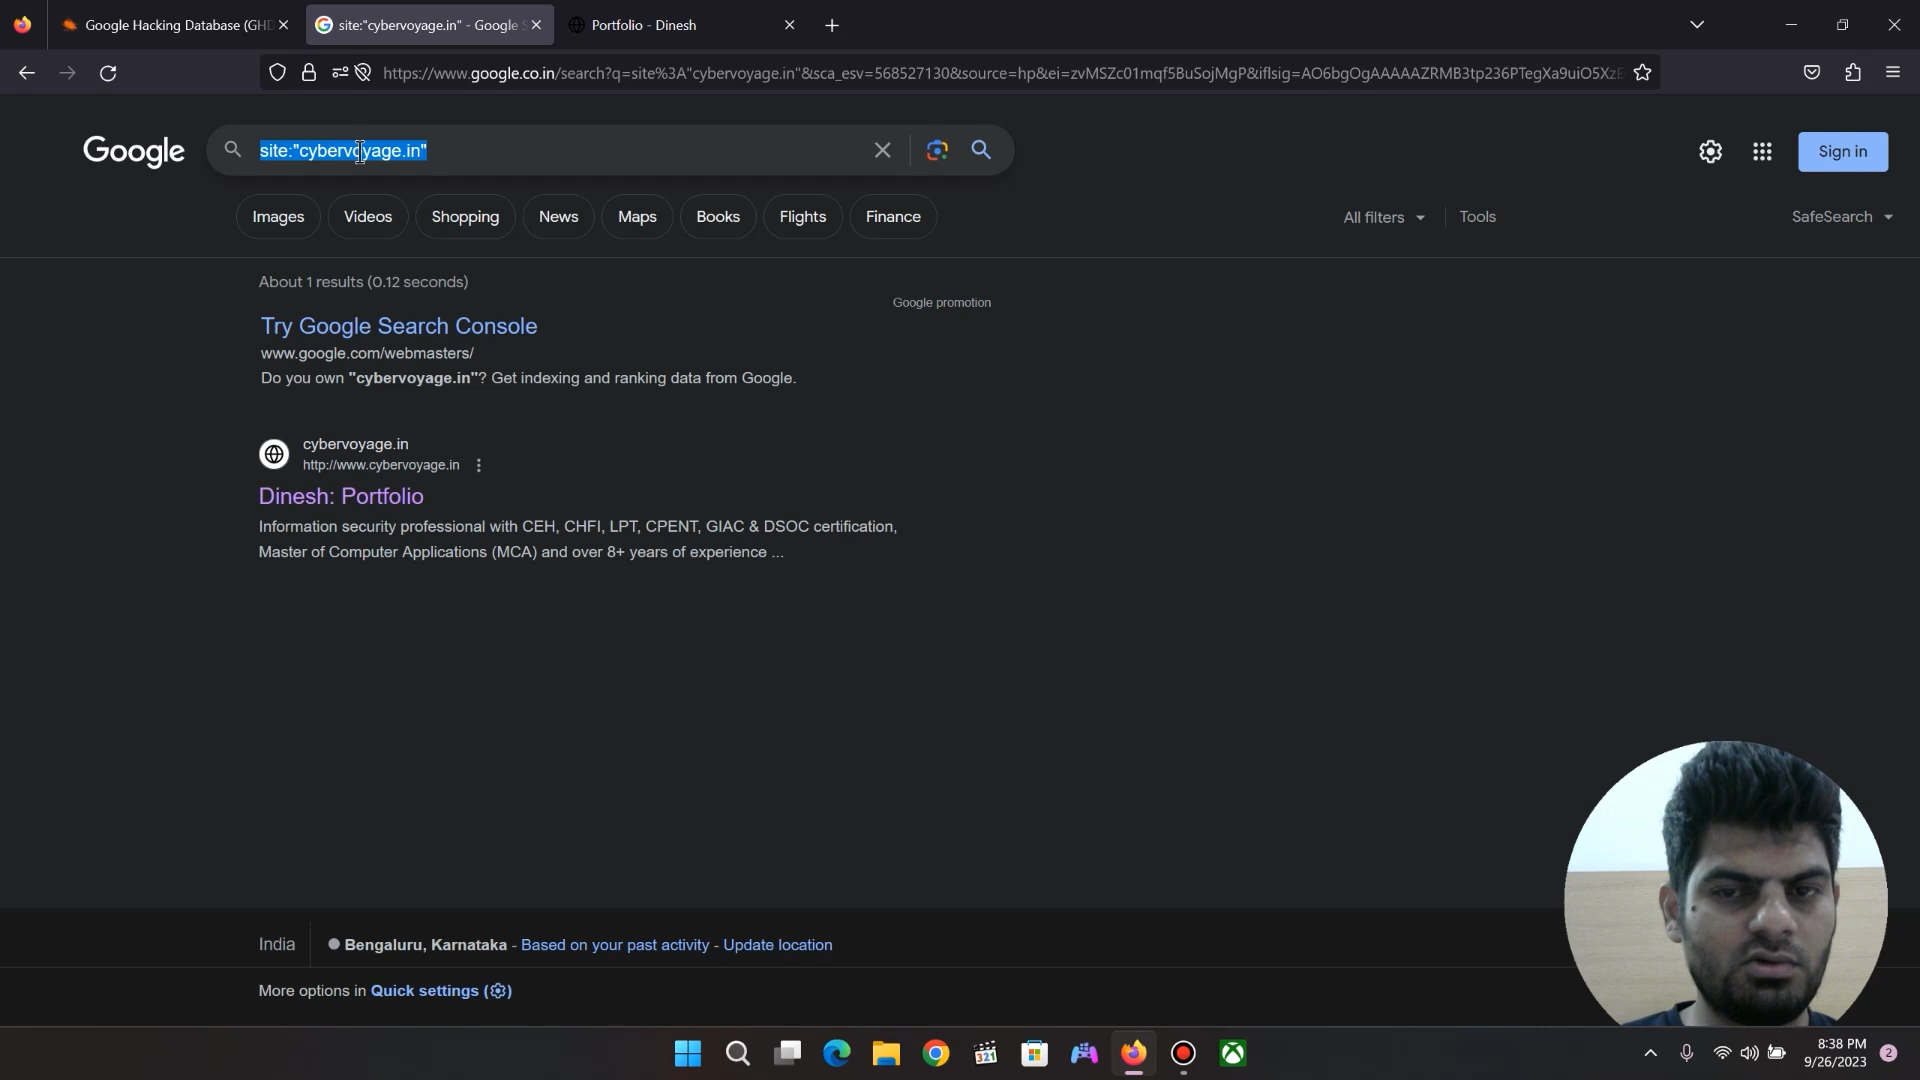 Google Hacking Database (GHD
site:"cybervoyage.in" - Google S
Portfolio - Dinesh
https://www.google.co.in/search?q=site%3A"cybervoyage.in"&sca_esv=568527130&source=hp&ei=zvMSZc01mqf5BuSojMgP&iflsig=AO6bgOgAAAAAZRMB3tp236PTegXa9uiO5XzE
Google
site:"cybervoyage.in"
Sign in
Images
Videos
Shopping
News
Maps
Books
Flights
Finance
All filters
Tools
SafeSearch
About 1 results (0.12 seconds)
Google promotion
Try Google Search Console
www.google.com/webmasters/
Do you own "cybervoyage.in"? Get indexing and ranking data from Google.
cybervoyage.in
http://www.cybervoyage.in
Dinesh: Portfolio
Information security professional with CEH, CHFI, LPT, CPENT, GIAC & DSOC certification,
Master of Computer Applications (MCA) and over 8+ years of experience ...
India
Bengaluru, Karnataka - Based on your past activity - Update location
More options in Quick settings ( )
321
8:38 PM
9/26/2023
2